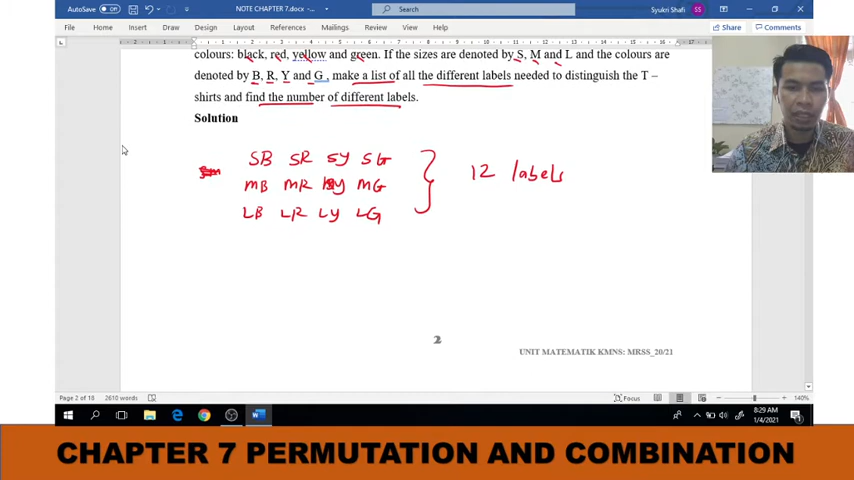 AutoSave Off NOTE CHAPTER 7.docx - Search Syukri Shafi SS
File Home Insert Draw Design Layout References Mailings Review View Help Share Comments
colours: black, red, yellow and green. If the sizes are denoted by S, M and L and the colours are
denoted by B, R, Y and G , make a list of all the different labels needed to distinguish the T –
shirts and find the number of different labels.
Solution
SB SR SY SG
MB MR MY MG
LB LR LY LG
12 labels
2
UNIT MATEMATIK KMNS: MRSS_20/21
Page 2 of 18 2610 words Focus 140%
8:29 AM
1/4/2021
CHAPTER 7 PERMUTATION AND COMBINATION